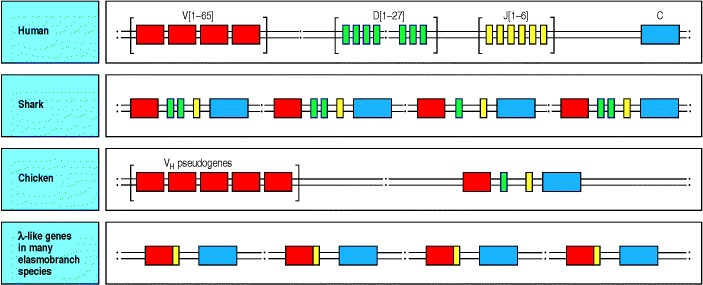 Human
V[1–65]
D[1–27]
J[1–6]
C
Shark
Chicken
VH pseudogenes
λ-like genes
in many
elasmobranch
species